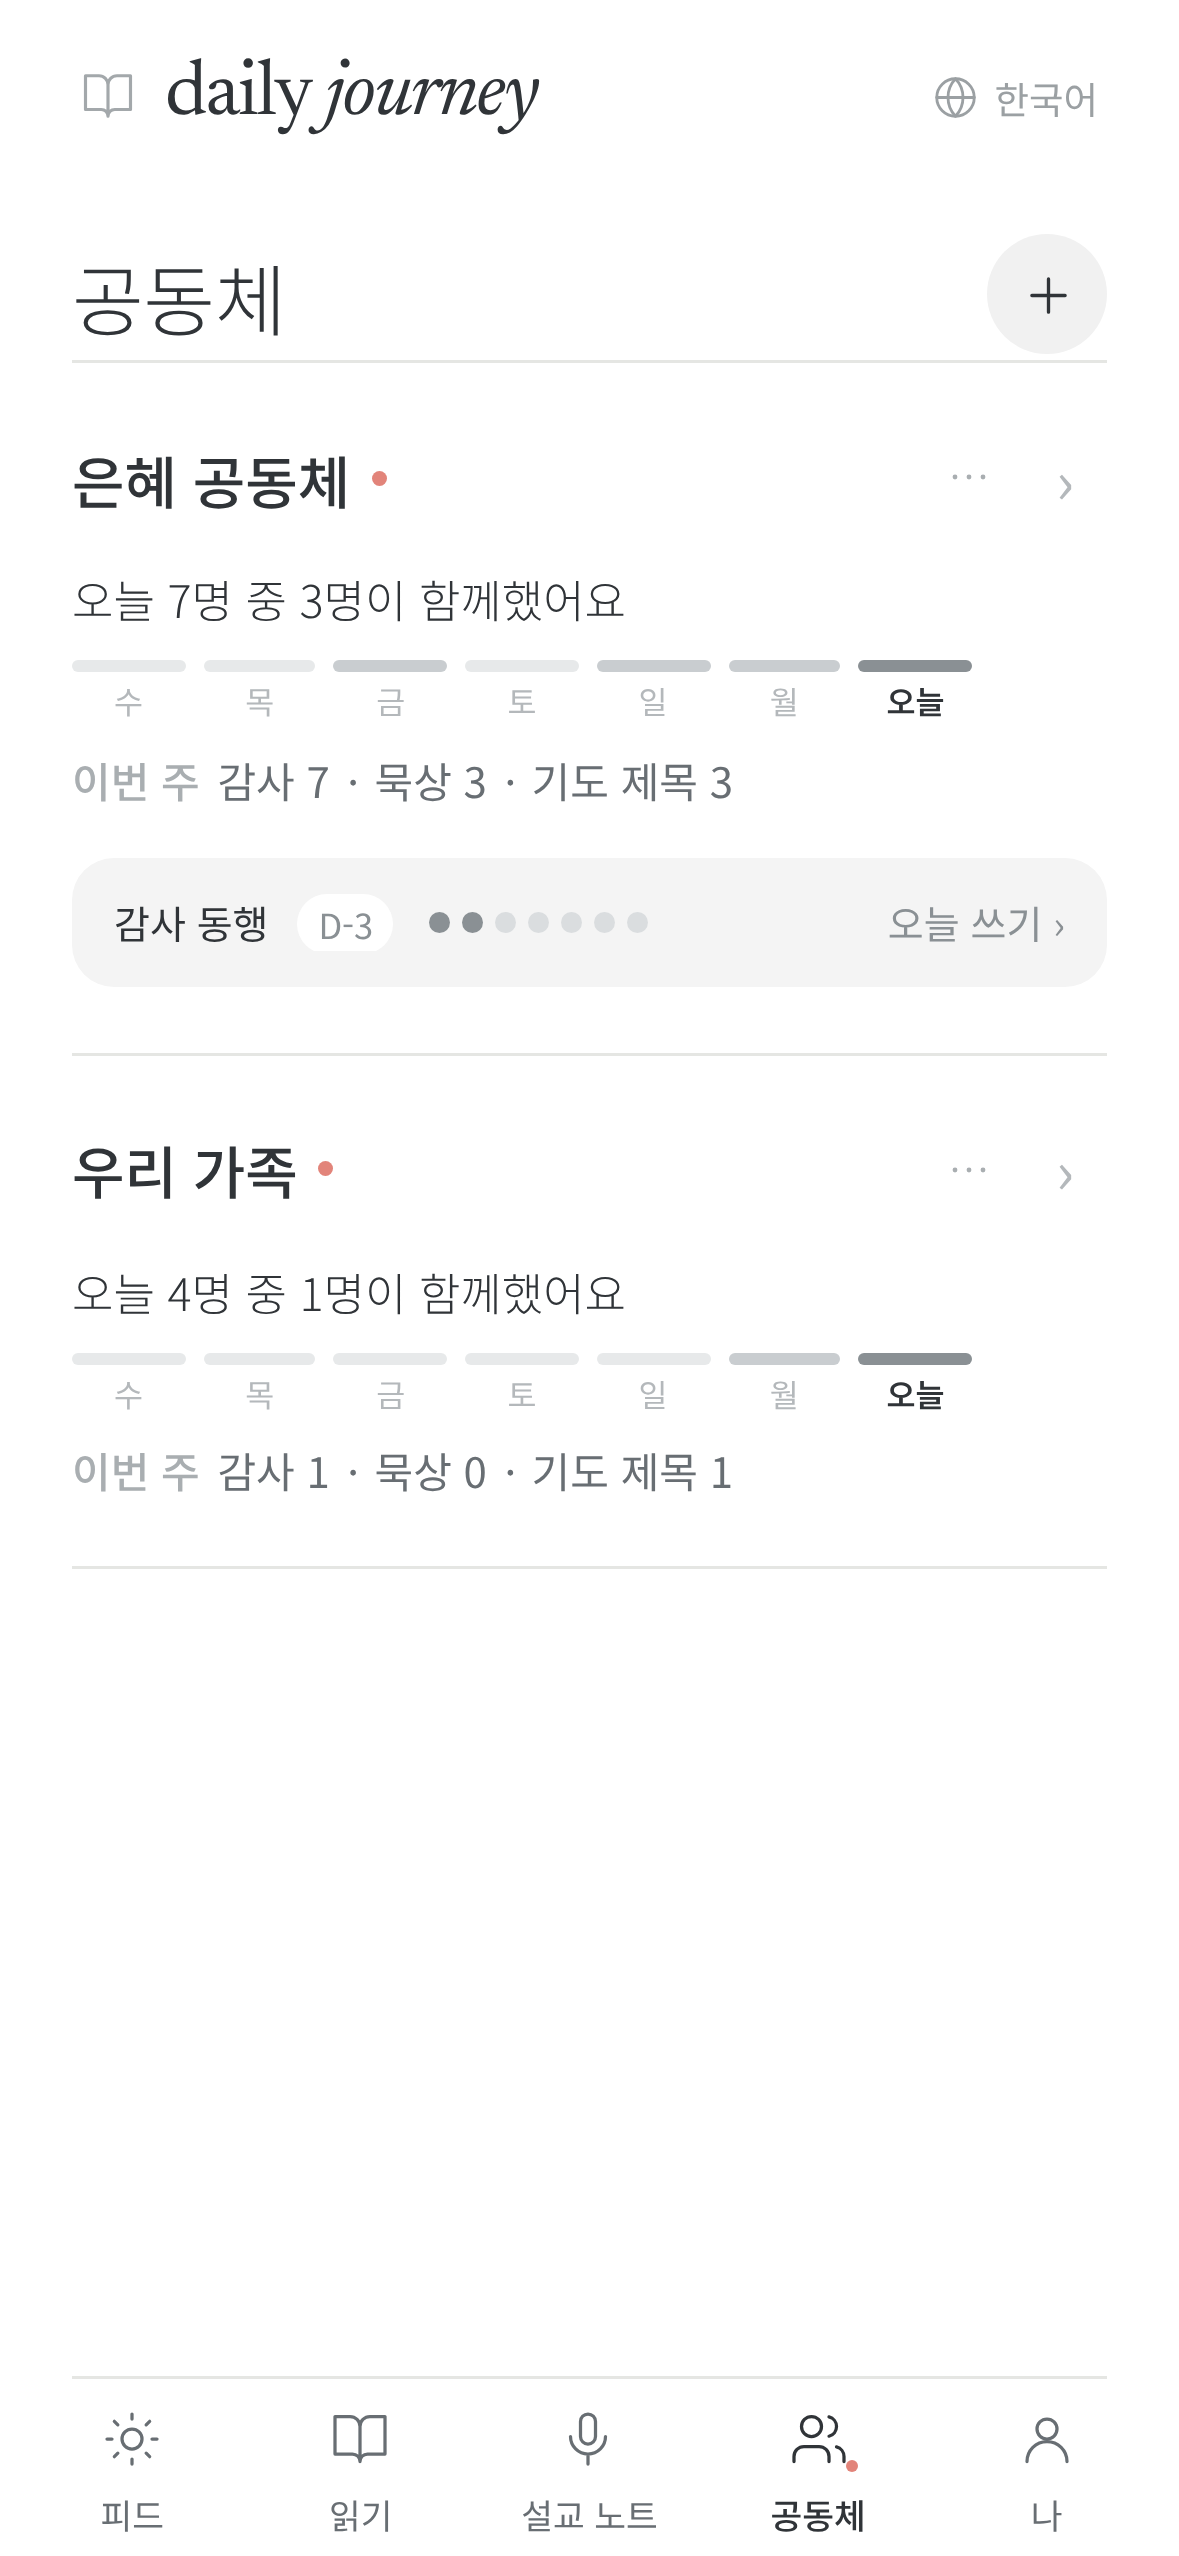 daily journey
한국어
공동체
은혜 공동체
오늘 7명 중 3명이 함께했어요
수 목 금 토 일 월 오늘
이번 주 감사 7 · 묵상 3 · 기도 제목 3
감사 동행 D-3 오늘 쓰기 ›
우리 가족
오늘 4명 중 1명이 함께했어요
수 목 금 토 일 월 오늘
이번 주 감사 1 · 묵상 0 · 기도 제목 1
피드 읽기 설교 노트 공동체 나